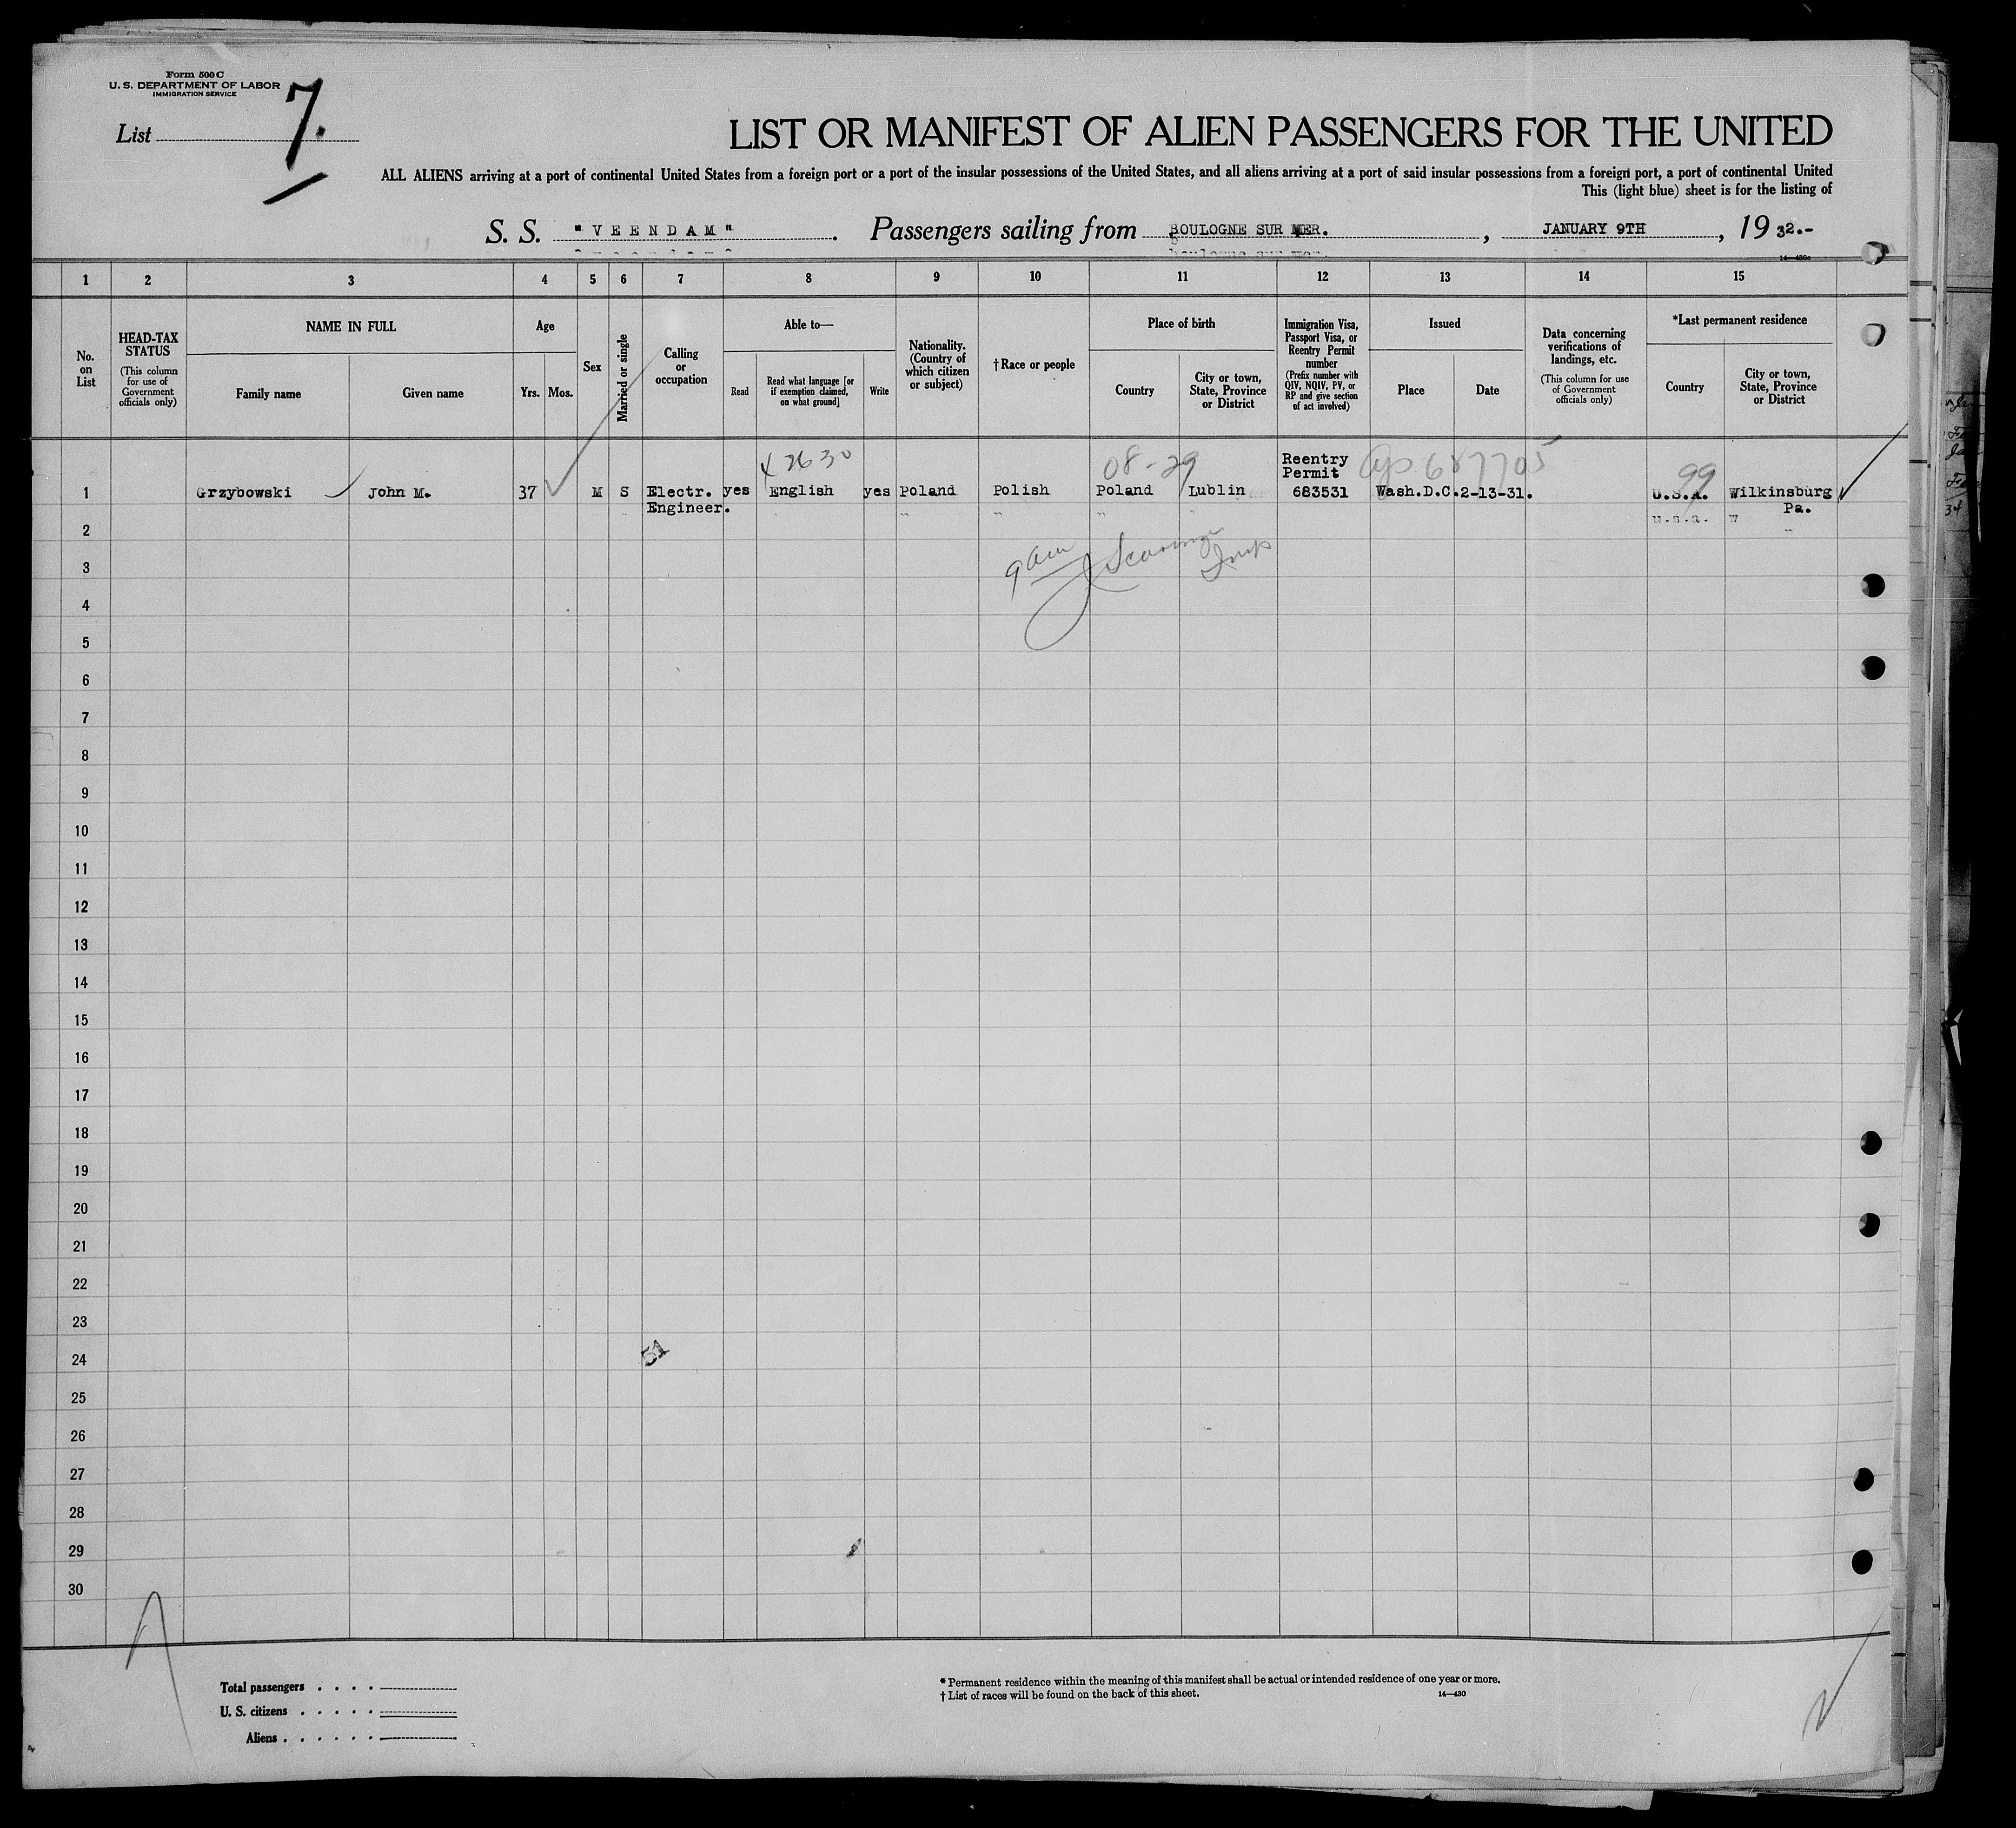 Form 500 C
U. S. DEPARTMENT OF LABOR
IMMIGRATION SERVICE
List 7.
LIST OR MANIFEST OF ALIEN PASSENGERS FOR THE UNITED
ALL ALIENS arriving at a port of continental United States from a foreign port or a port of the insular possessions of the United States, and all aliens arriving at a port of said insular possessions from a foreign port, a port of continental United
This (light blue) sheet is for the listing of
S. S. "VEENDAM". Passengers sailing from BOULOGNE SUR MER., JANUARY 9TH, 19 32.-
14—430c
1 2 3 4 5 6 7 8 9 10 11 12 13 14 15
No. on List
HEAD-TAX STATUS (This column for use of Government officials only)
NAME IN FULL
Family name Given name
Age
Yrs. Mos.
Sex
Married or single
Calling or occupation
Able to—
Read
Read what language [or if exemption claimed, on what ground]
Write
Nationality. (Country of which citizen or subject)
† Race or people
Place of birth
Country
City or town, State, Province or District
Immigration Visa, Passport Visa, or Reentry Permit number (Prefix number with QIV, NQIV, PV, or RP and give section of act involved)
Issued
Place Date
Data concerning verifications of landings, etc. (This column for use of Government officials only)
*Last permanent residence
Country
City or town, State, Province or District
42630 08-29 687705 99
Reentry
Permit
1 Grzybowski John M. 37 M S Electr. yes English yes Poland Polish Poland Lublin 683531 Wash.D.C. 2-13-31. U.S.A. Wilkinsburg
Engineer. Pa.
2
9 am
3
4
5
6
7
8
9
10
11
12
13
14
15
16
17
18
19
20
21
22
23
24
25
26
27
28
29
30
Total passengers . . . .
U. S. citizens . . . . .
Aliens . . . . . .
* Permanent residence within the meaning of this manifest shall be actual or intended residence of one year or more.
† List of races will be found on the back of this sheet. 14—430